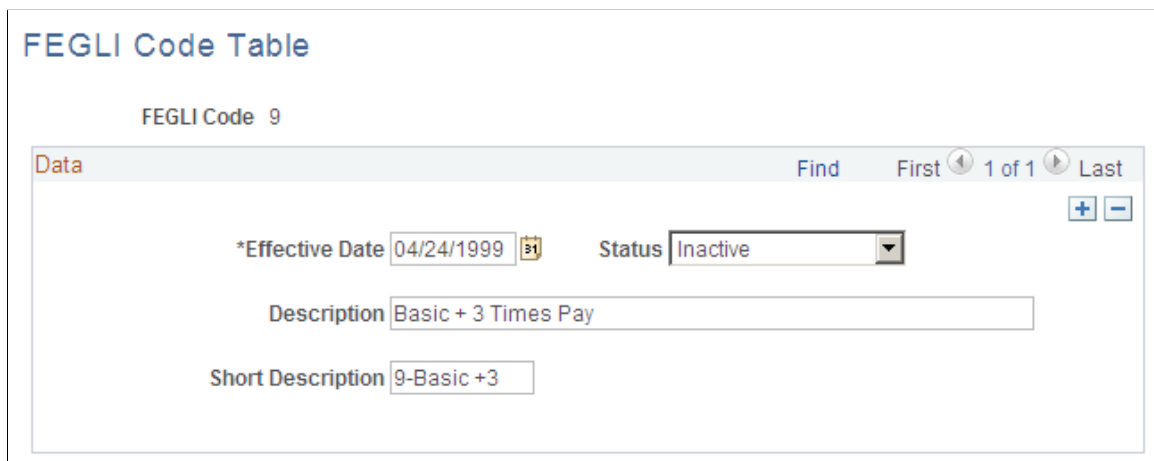 FEGLI Code Table
FEGLI Code 9
Data Find First 1 of 1 Last
*Effective Date 04/24/1999 31 Status Inactive
Description Basic + 3 Times Pay
Short Description 9-Basic +3